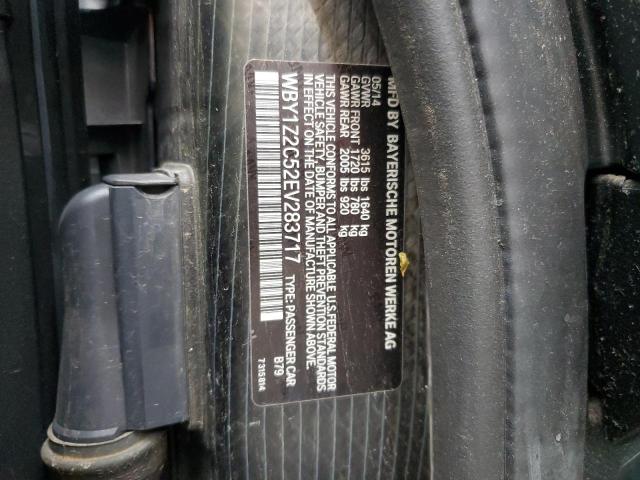 MFD BY BAYERISCHE MOTOREN WERKE AG
05/14
GVWR 3615 lbs 1640 kg
GAWR FRONT 1720 lbs 780 kg
GAWR REAR 2005 lbs 920 kg
THIS VEHICLE CONFORMS TO ALL APPLICABLE U.S. FEDERAL MOTOR
VEHICLE SAFETY, BUMPER AND THEFT PREVENTION STANDARDS
IN EFFECT ON THE DATE OF MANUFACTURE SHOWN ABOVE.
WBY1Z2C52EV283717 TYPE: PASSENGER CAR
B79
7315814